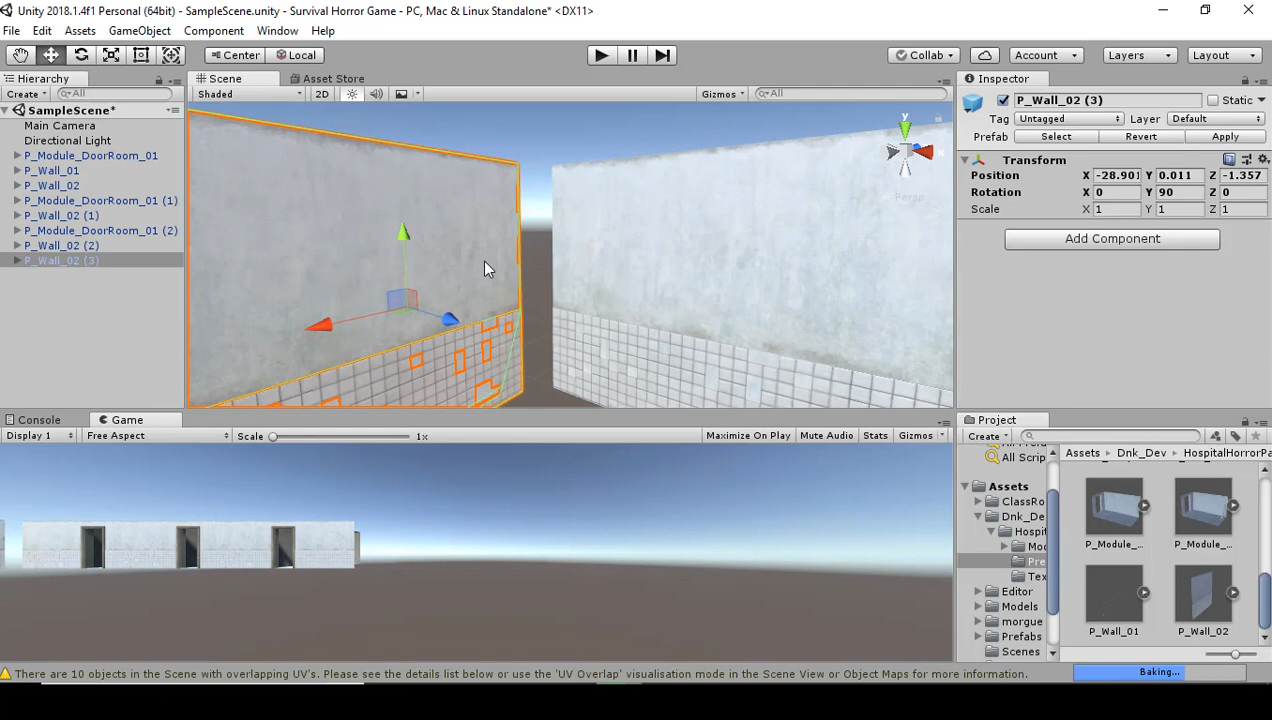 Unity 2018.1.4f1 Personal (64bit) - SampleScene.unity - Survival Horror Game - PC, Mac & Linux Standalone* <DX11>
File Edit Assets GameObject Component Window Help
Center Local Collab Account Layers Layout
Hierarchy Scene Asset Store Inspector
Create All Shaded 2D Gizmos All P_Wall_02 (3) Static
SampleScene*
Main Camera
Directional Light
P_Module_DoorRoom_01
P_Wall_01
P_Wall_02
P_Module_DoorRoom_01 (1)
P_Wall_02 (1)
P_Module_DoorRoom_01 (2)
P_Wall_02 (2)
P_Wall_02 (3)
y
x
Persp
Tag Untagged Layer Default
Prefab Select Revert Apply
Transform
Position X -28.901 Y 0.011 Z -1.357
Rotation X 0 Y 90 Z 0
Scale X 1 Y 1 Z 1
Add Component
Console Game Project
Display 1 Free Aspect Scale 1x Maximize On Play Mute Audio Stats Gizmos Create
All Scrip
Assets
ClassRo
Dnk_De
Hospit
Mod
Pre
Tex
Editor
Models
morgue
Prefabs
Scenes
Assets Dnk_Dev HospitalHorrorPa
P_Module_... P_Module_...
P_Wall_01 P_Wall_02
There are 10 objects in the Scene with overlapping UV's. Please see the details list below or use the 'UV Overlap' visualisation mode in the Scene View or Object Maps for more information.
Baking...